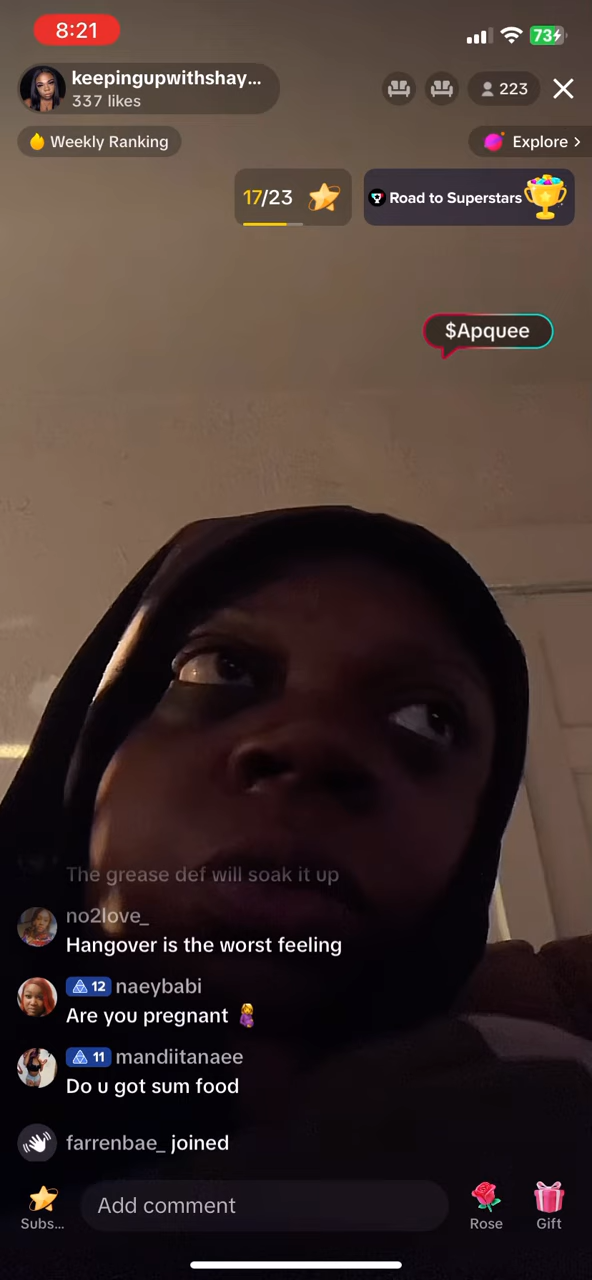 8:21
73
keepingupwithshay...
337 likes
223
Weekly Ranking
Explore >
17/23
Road to Superstars
$Apquee
The grease def will soak it up
no2love_
Hangover is the worst feeling
12 naeybabi
Are you pregnant 🤰
11 mandiitanaee
Do u got sum food
farrenbae_ joined
Subs...
Add comment
Rose
Gift